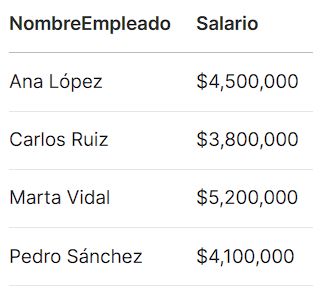 NombreEmpleado Salario
Ana López $4,500,000
Carlos Ruiz $3,800,000
Marta Vidal $5,200,000
Pedro Sánchez $4,100,000